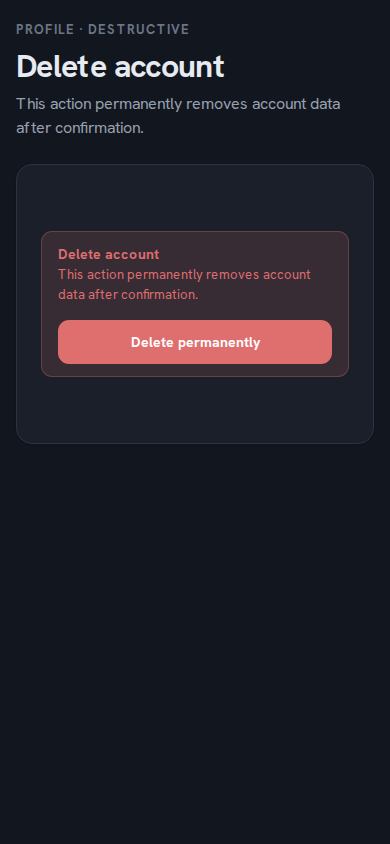 PROFILE · DESTRUCTIVE
Delete account
This action permanently removes account data
after confirmation.
Delete account
This action permanently removes account
data after confirmation.
Delete permanently